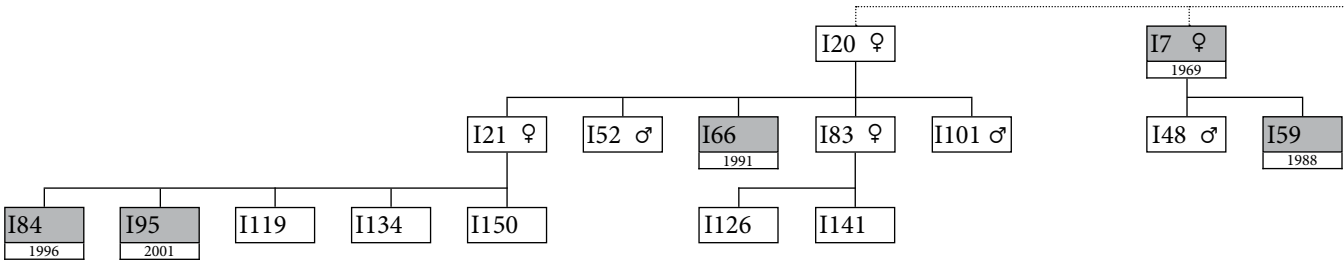 I20 ♀ I7 ♀
1969
I21 ♀ I52 ♂ I66 I83 ♀ I101 ♂ I48 ♂ I59
1991 1988
I84 I95 I119 I134 I150 I126 I141
1996 2001